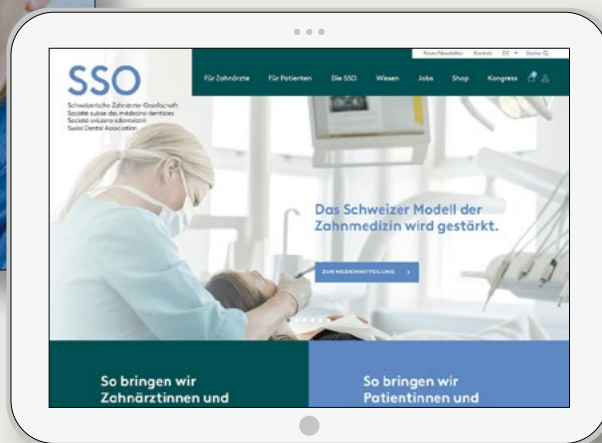 News/Newsletter Kontakt DE Suche
SSO
Für Zahnärzte Für Patienten Die SSO Wissen Jobs Shop Kongress
Schweizerische Zahnärzte-Gesellschaft
Société suisse des médecins-dentistes
Società svizzera odontoiatri
Swiss Dental Association
Das Schweizer Modell der
Zahnmedizin wird gestärkt.
ZUR MEDIENMITTEILUNG
So bringen wir
Zahnärztinnen und
So bringen wir
Patientinnen und